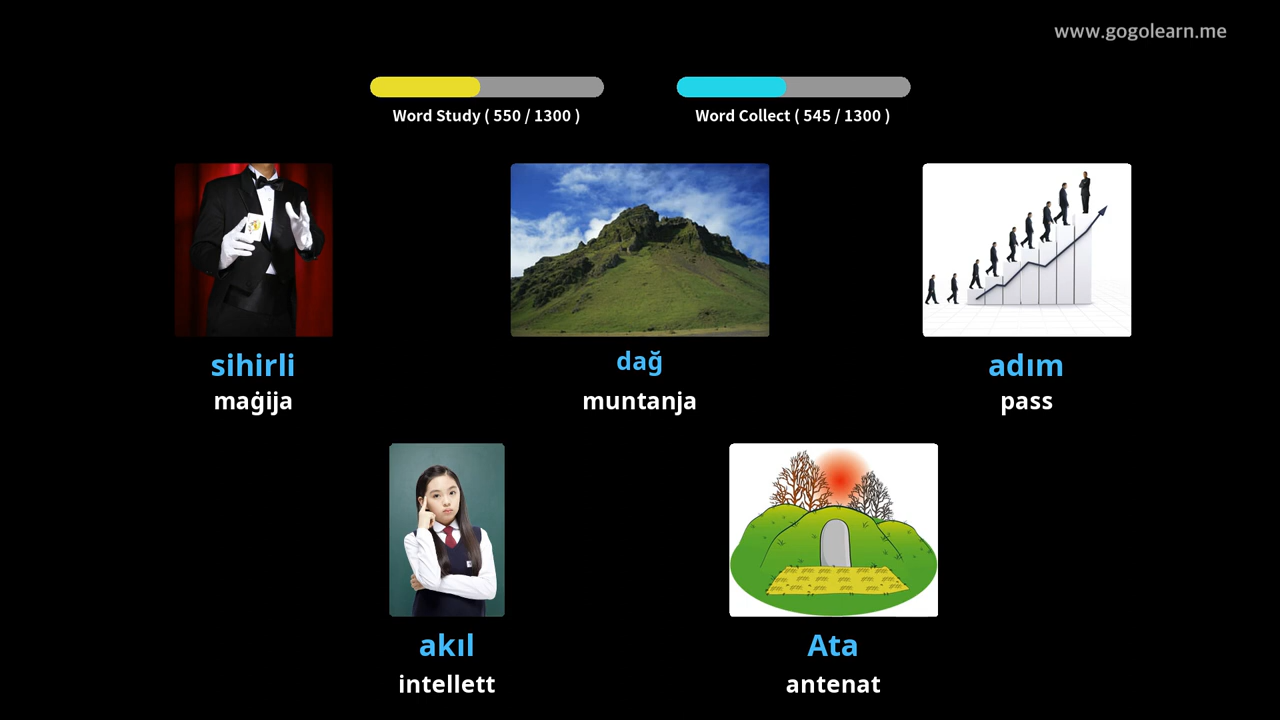 www.gogolearn.me
Word Study ( 550 / 1300 )
Word Collect ( 545 / 1300 )
sihirli
maġija
dağ
muntanja
adım
pass
akıl
intellett
Ata
antenat